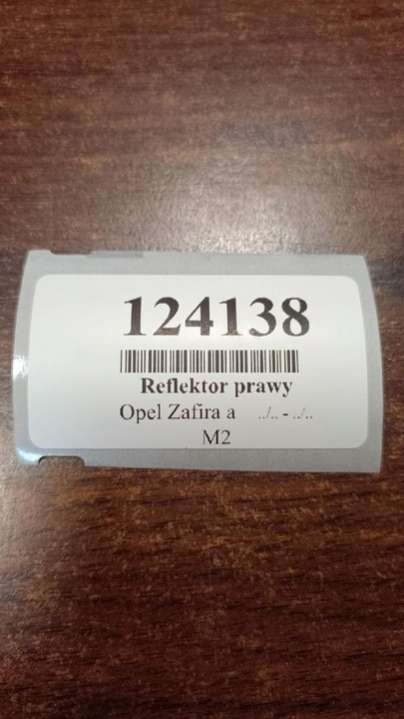 124138
Reflektor prawy
Opel Zafira a ../.. - ../..
M2